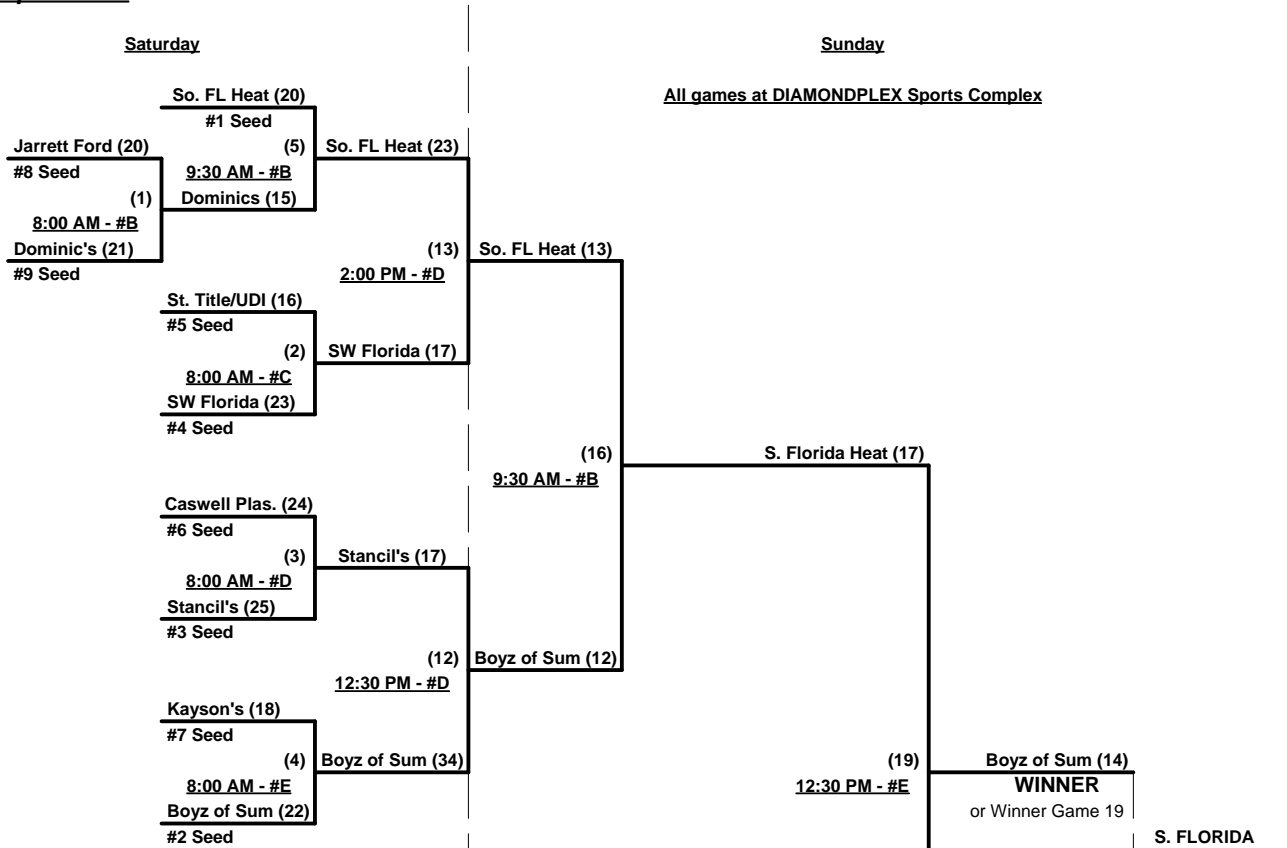 Saturday
Sunday
So. FL Heat (20)
All games at DIAMONDPLEX Sports Complex
#1 Seed
Jarrett Ford (20)
(5)
So. FL Heat (23)
#8 Seed
9:30 AM - #B
(1)
Dominics (15)
8:00 AM - #B
Dominic's (21)
(13)
So. FL Heat (13)
#9 Seed
2:00 PM - #D
St. Title/UDI (16)
#5 Seed
(2)
SW Florida (17)
8:00 AM - #C
SW Florida (23)
#4 Seed
(16)
S. Florida Heat (17)
9:30 AM - #B
Caswell Plas. (24)
#6 Seed
(3)
Stancil's (17)
8:00 AM - #D
Stancil's (25)
#3 Seed
(12)
Boyz of Sum (12)
12:30 PM - #D
Kayson's (18)
#7 Seed
(4)
Boyz of Sum (34)
(19)
Boyz of Sum (14)
8:00 AM - #E
12:30 PM - #E
WINNER
Boyz of Sum (22)
or Winner Game 19
#2 Seed
S. FLORIDA